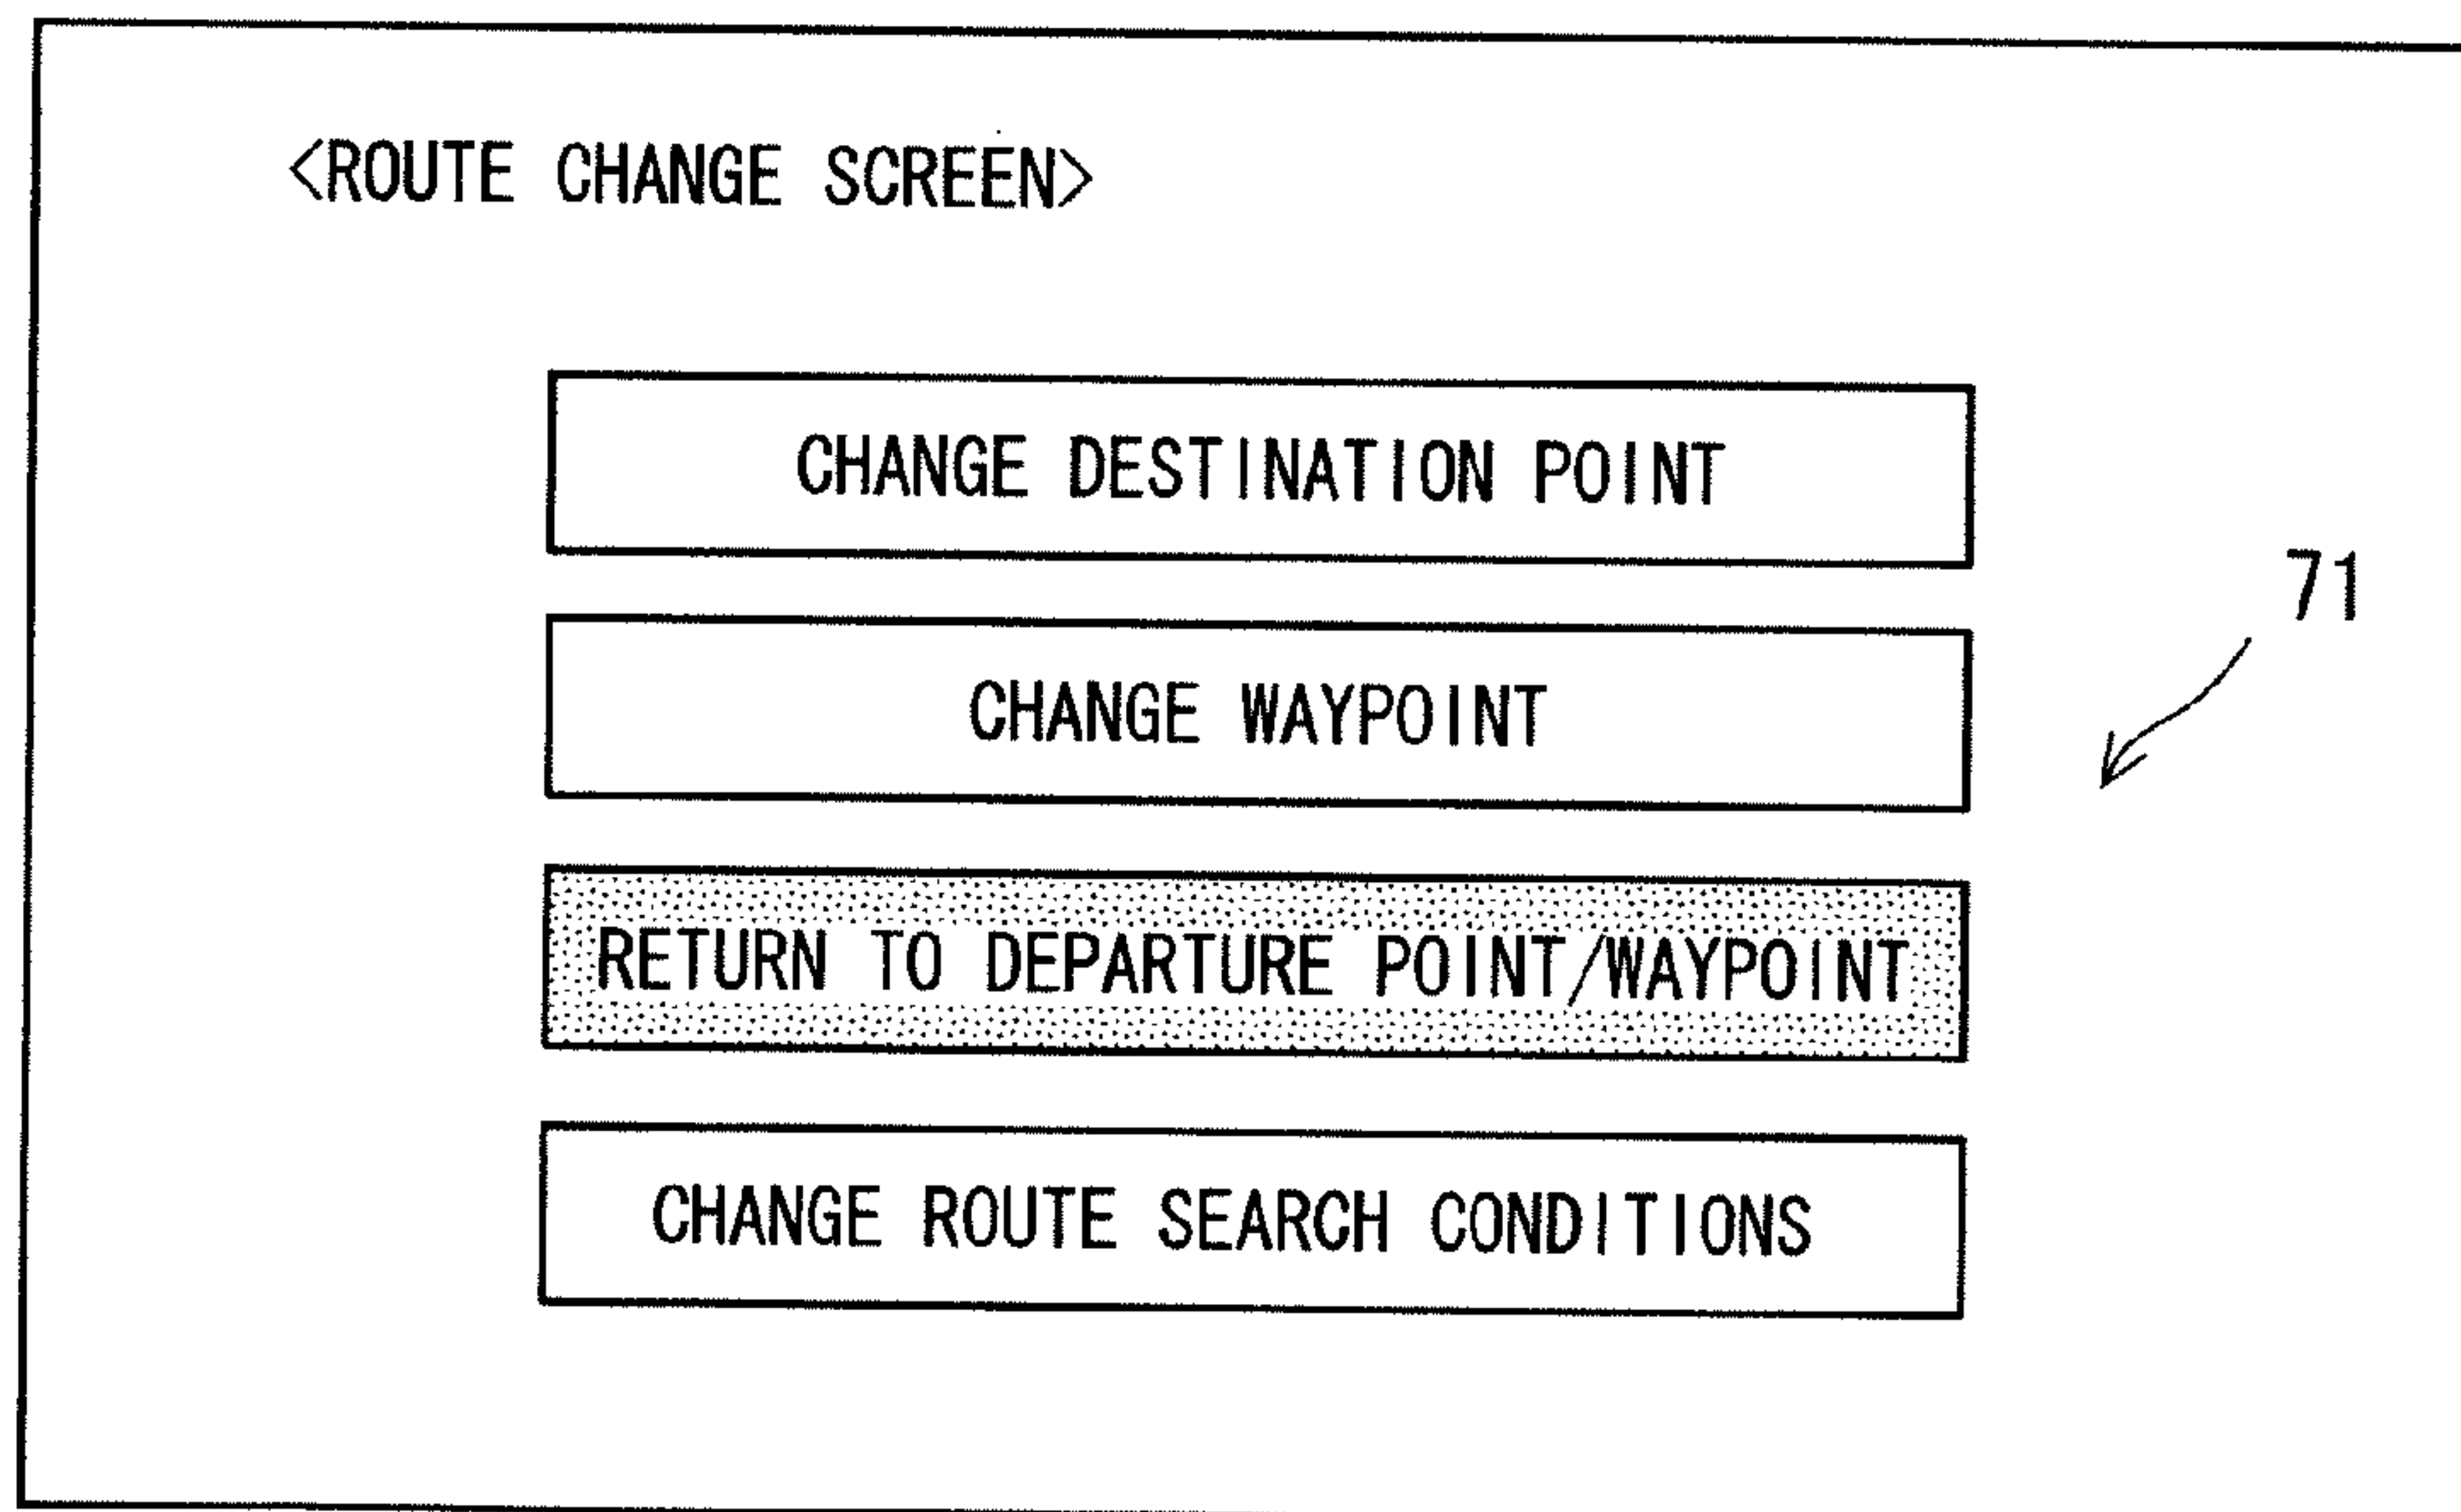 <ROUTE CHANGE SCREEN>
CHANGE DESTINATION POINT
71
CHANGE WAYPOINT
RETURN TO DEPARTURE POINT/WAYPOINT
CHANGE ROUTE SEARCH CONDITIONS